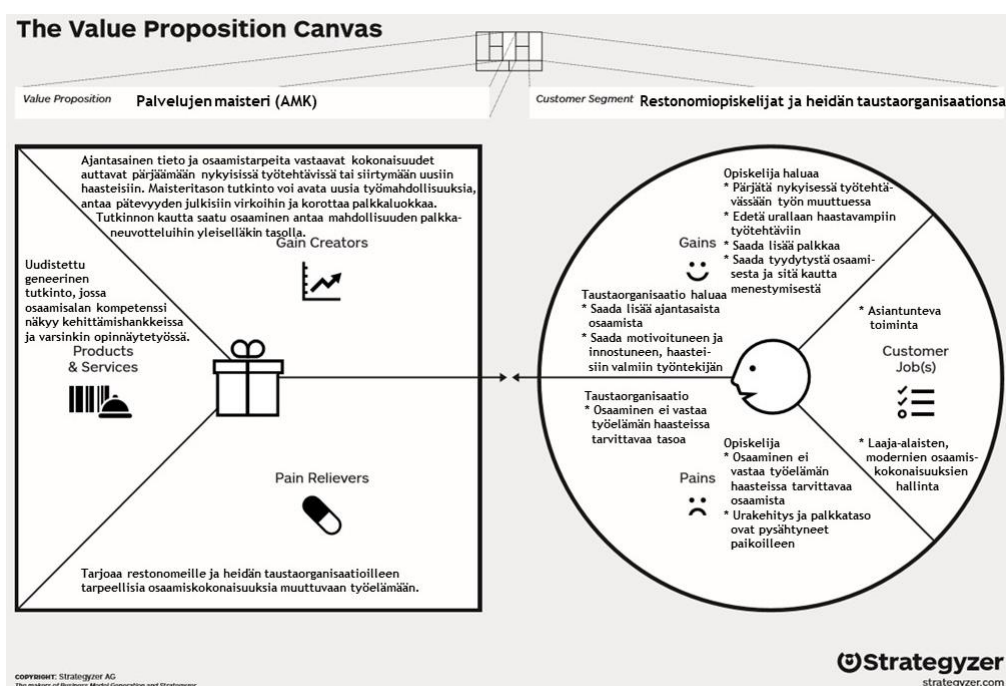 The Value Proposition Canvas
Value Proposition
Palvelujen maisteri (AMK)
Customer Segment
Restonomiopiskelijat ja heidän taustaorganisaationsa
Ajantasainen tieto ja osaamistarpeita vastaavat kokonaisuudet
auttavat pärjäämään nykyisissä työtehtävissä tai siirtymään uusiin
haasteisiin. Maisteritason tutkinto voi avata uusia työmahdollisuuksia,
antaa pätevyyden julkisiin virkoihin ja korottaa palkkaluokkaa.
Tutkinnon kautta saatu osaaminen antaa mahdollisuuden palkka-
neuvotteluihin yleiselläkin tasolla.
Gain Creators
Uudistettu
geneerinen
tutkinto, jossa
osaamisalan kompetenssi
näkyy kehittämishankkeissa
ja varsinkin opinnäytetyössä.
Products
& Services
Pain Relievers
Tarjoaa restonomeille ja heidän taustaorganisaatioilleen
tarpeellisia osaamiskokonaisuuksia muuttuvaan työelämään.
Opiskelija haluaa
* Pärjätä nykyisessä työtehtä-
vässään työn muuttuessa
* Edetä urallaan haastavampiin
työtehtäviin
* Saada lisää palkkaa
* Saada tyydytystä osaami-
sesta ja sitä kautta
menestymisestä
Gains
Taustaorganisaatio haluaa
* Saada lisää ajantasaista
osaamista
* Saada motivoituneen ja
innostuneen, haastei-
siin valmiin työntekijän
Taustaorganisaatio
* Osaaminen ei vastaa
työelämän haasteissa
tarvittavaa tasoa
Opiskelija
* Osaaminen ei
vastaa työelämän
haasteissa tarvittavaa
osaamista
* Urakehitys ja palkkataso
ovat pysähtyneet
paikoilleen
Pains
* Asiantunteva
toiminta
Customer
Job(s)
* Laaja-alaisten,
modernien osaamis-
kokonaisuuksien
hallinta
COPYRIGHT: Strategyzer AG
The makers of Business Model Generation and Strategyzer
Strategyzer
strategyzer.com